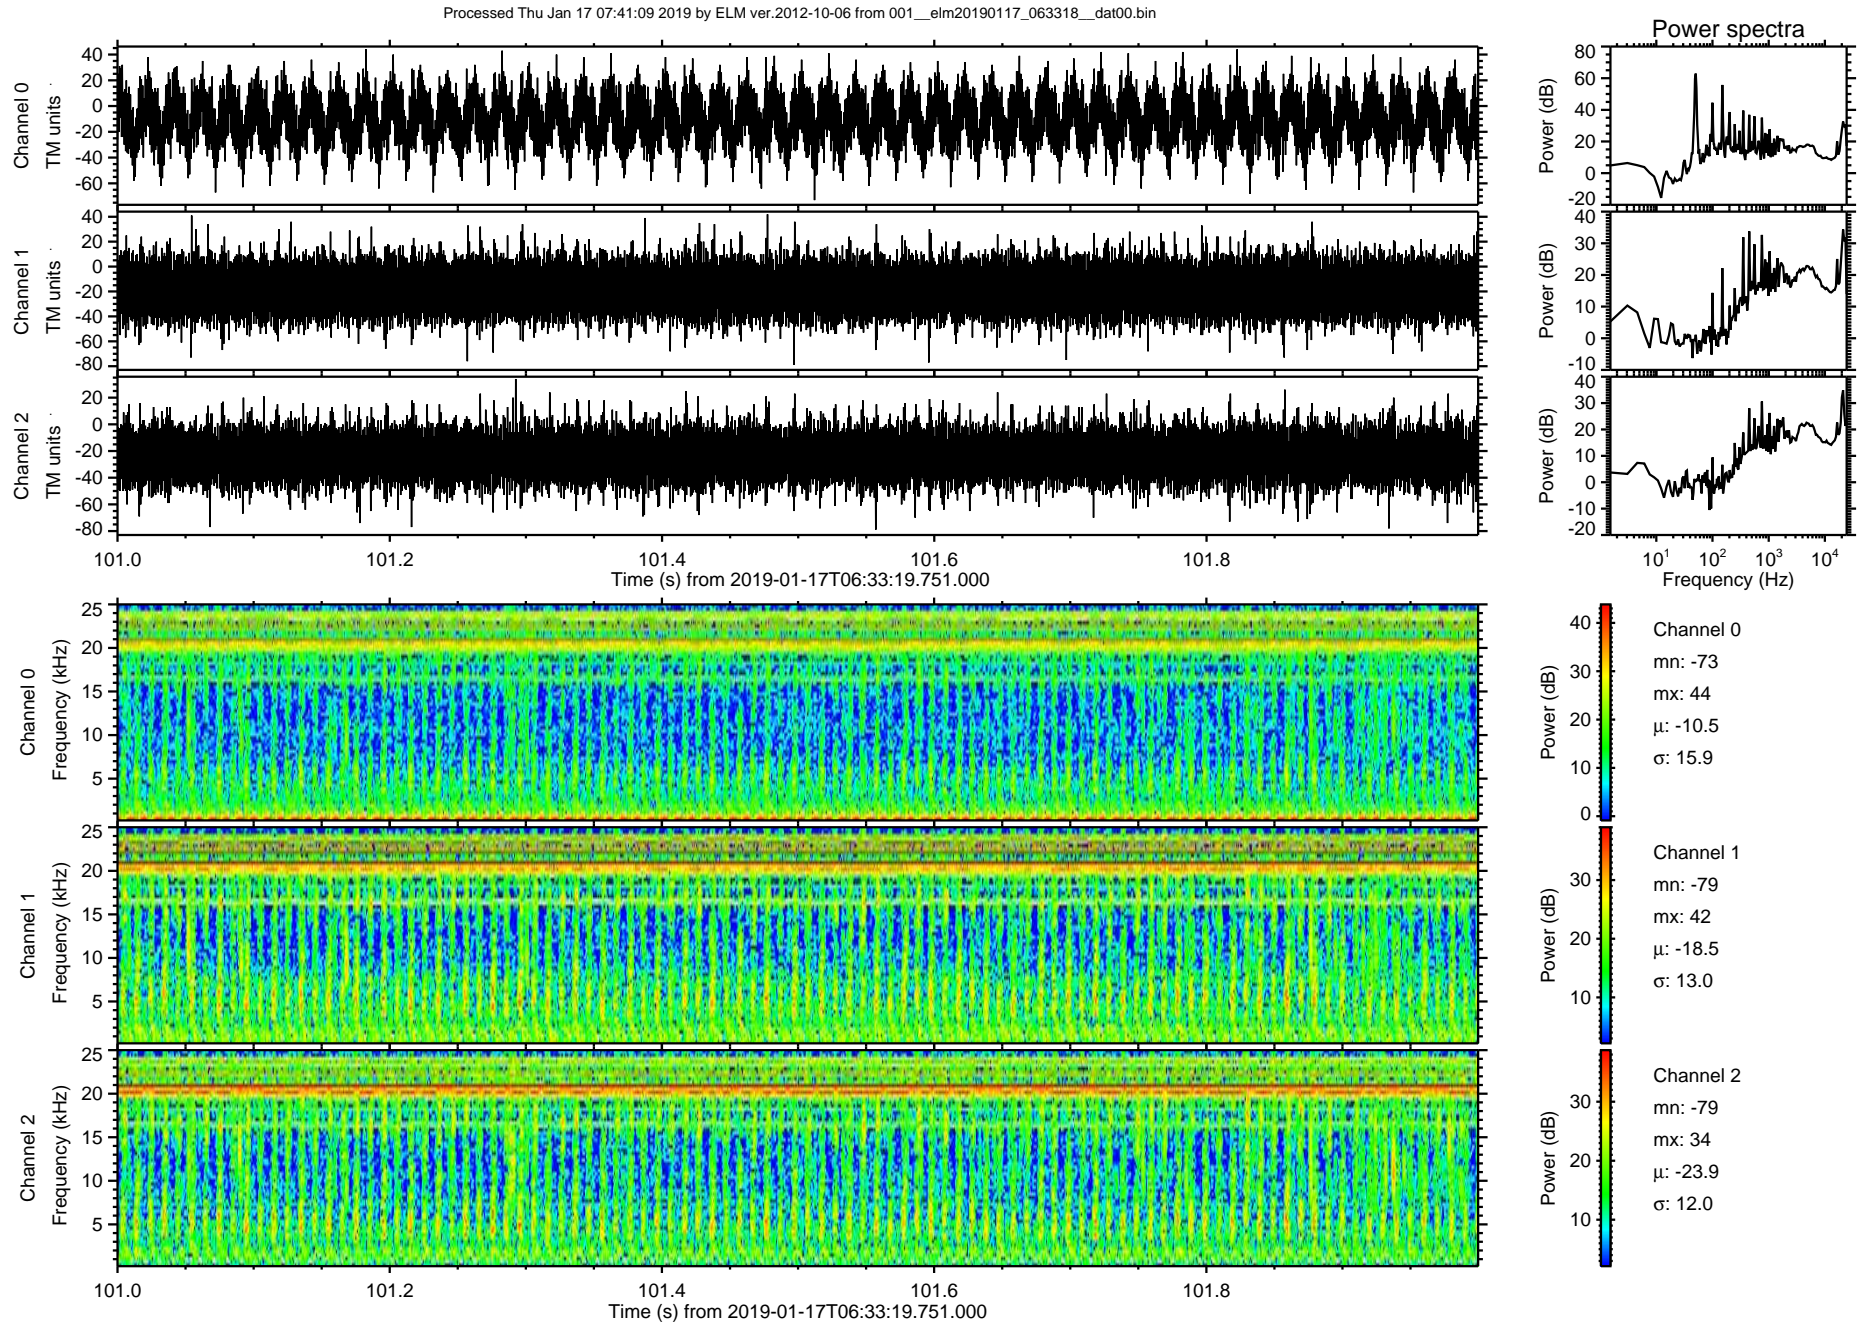 Processed Thu Jan 17 07:41:09 2019 by ELM ver.2012-10-06 from 001__elm20190117_063318__dat00.bin
Power spectra
Channel 0
TM units
40
20
0
-20
-40
-60
Power (dB)
80
60
40
20
0
-20
Channel 1
TM units
40
20
0
-20
-40
-60
-80
Power (dB)
40
30
20
10
0
-10
Channel 2
TM units
20
0
-20
-40
-60
-80
Power (dB)
40
30
20
10
0
-10
-20
101.0 101.2 101.4 101.6 101.8
Time (s) from 2019-01-17T06:33:19.751.000
10¹ 10² 10³ 10⁴
Frequency (Hz)
Channel 0
Frequency (kHz)
25
20
15
10
5
Power (dB)
40
30
20
10
0
Channel 0
mn: -73
mx: 44
μ: -10.5
σ: 15.9
Channel 1
Frequency (kHz)
25
20
15
10
5
Power (dB)
30
20
10
Channel 1
mn: -79
mx: 42
μ: -18.5
σ: 13.0
Channel 2
Frequency (kHz)
25
20
15
10
5
Power (dB)
30
20
10
Channel 2
mn: -79
mx: 34
μ: -23.9
σ: 12.0
101.0 101.2 101.4 101.6 101.8
Time (s) from 2019-01-17T06:33:19.751.000